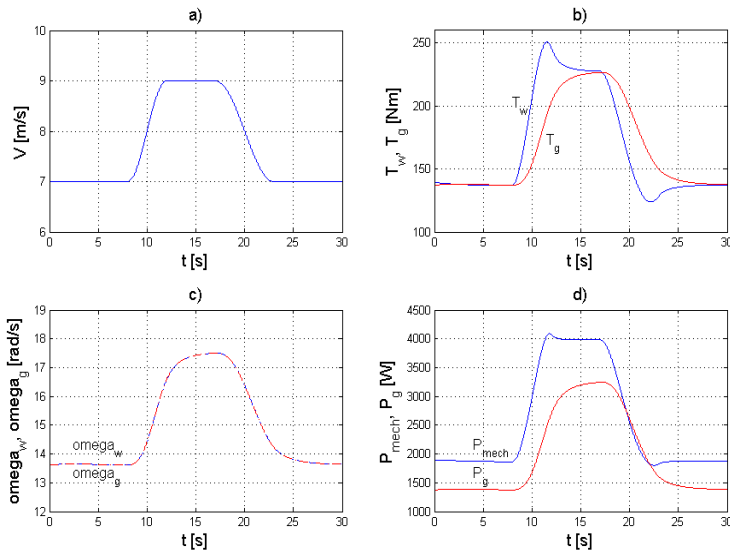 a)
10
9
8
7
6
V [m/s]
0 5 10 15 20 25 30
t [s]
b)
250
200
150
100
T_w, T_g [Nm]
T_w
T_g
0 5 10 15 20 25 30
t [s]
c)
19
18
17
16
15
14
13
12
omega_w, omega_g [rad/s]
omega_w
omega_g
0 5 10 15 20 25 30
t [s]
d)
4500
4000
3500
3000
2500
2000
1500
1000
P_mech, P_g [W]
P_mech
P_g
0 5 10 15 20 25 30
t [s]